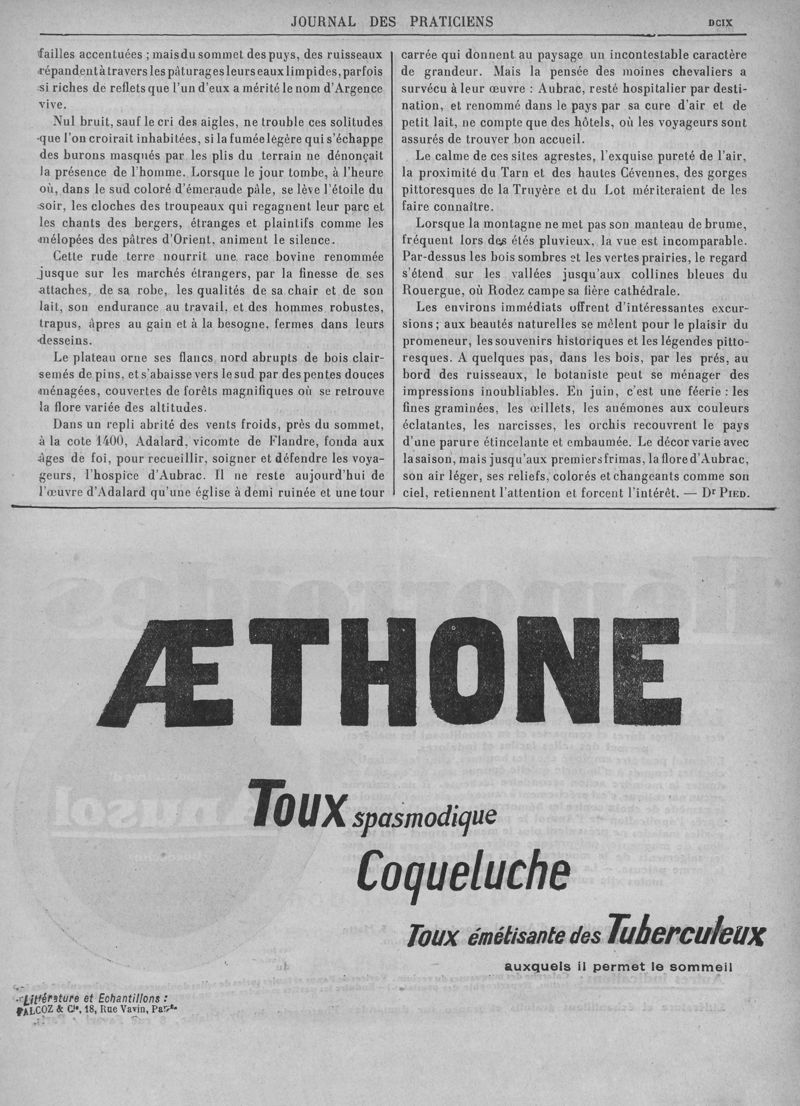 JOURNAL DES PRATICIENS
DCIX
failles accentuées ; mais du sommet des puys, des ruisseaux
répandent à travers les pâturages leurs eaux limpides, parfois
si riches de reflets que l'un d'eux a mérité le nom d'Argence
vive.
Nul bruit, sauf le cri des aigles, ne trouble ces solitudes
que l'on croirait inhabitées, si la fumée légère qui s'échappe
des burons masqués par les plis du terrain ne dénonçait
la présence de l'homme. Lorsque le jour tombe, à l'heure
où, dans le sud coloré d'émeraude pâle, se lève l'étoile du
soir, les cloches des troupeaux qui regagnent leur parc et
les chants des bergers, étranges et plaintifs comme les
mélopées des pâtres d'Orient, animent le silence.
Cette rude terre nourrit une race bovine renommée
jusque sur les marchés étrangers, par la finesse de ses
attaches, de sa robe, les qualités de sa chair et de son
lait, son endurance au travail, et des hommes robustes,
trapus, âpres au gain et à la besogne, fermes dans leurs
desseins.
Le plateau orne ses flancs nord abrupts de bois clair-
semés de pins, et s'abaisse vers le sud par des pentes douces
ménagées, couvertes de forêts magnifiques où se retrouve
la flore variée des altitudes.
Dans un repli abrité des vents froids, près du sommet,
à la cote 1400, Adalard, vicomte de Flandre, fonda aux
âges de foi, pour recueillir, soigner et défendre les voya-
geurs, l'hospice d'Aubrac. Il ne reste aujourd'hui de
l'œuvre d'Adalard qu'une église à demi ruinée et une tour
carrée qui donnent au paysage un incontestable caractère
de grandeur. Mais la pensée des moines chevaliers a
survécu à leur œuvre : Aubrac, resté hospitalier par desti-
nation, et renommé dans le pays par sa cure d'air et de
petit lait, ne compte que des hôtels, où les voyageurs sont
assurés de trouver bon accueil.
Le calme de ces sites agrestes, l'exquise pureté de l'air,
la proximité du Tarn et des hautes Cévennes, des gorges
pittoresques de la Truyère et du Lot mériteraient de les
faire connaître.
Lorsque la montagne ne met pas son manteau de brume,
fréquent lors des étés pluvieux, la vue est incomparable.
Par-dessus les bois sombres et les vertes prairies, le regard
s'étend sur les vallées jusqu'aux collines bleues du
Rouergue, où Rodez campe sa fière cathédrale.
Les environs immédiats offrent d'intéressantes excur-
sions ; aux beautés naturelles se mêlent pour le plaisir du
promeneur, les souvenirs historiques et les légendes pitto-
resques. A quelques pas, dans les bois, par les prés, au
bord des ruisseaux, le botaniste peut se ménager des
impressions inoubliables. En juin, c'est une féerie : les
fines graminées, les œillets, les anémones aux couleurs
éclatantes, les narcisses, les orchis recouvrent le pays
d'une parure étincelante et embaumée. Le décor varie avec
la saison, mais jusqu'aux premiers frimas, la flore d'Aubrac,
son air léger, ses reliefs, colorés et changeants comme son
ciel, retiennent l'attention et forcent l'intérêt. — Dr PIED.
ÆTHONE
Toux spasmodique
Coqueluche
Toux émétisante des Tuberculeux
auxquels il permet le sommeil
Littérature et Echantillons :
FALCOZ & Cie, 18, Rue Vavin, Paris